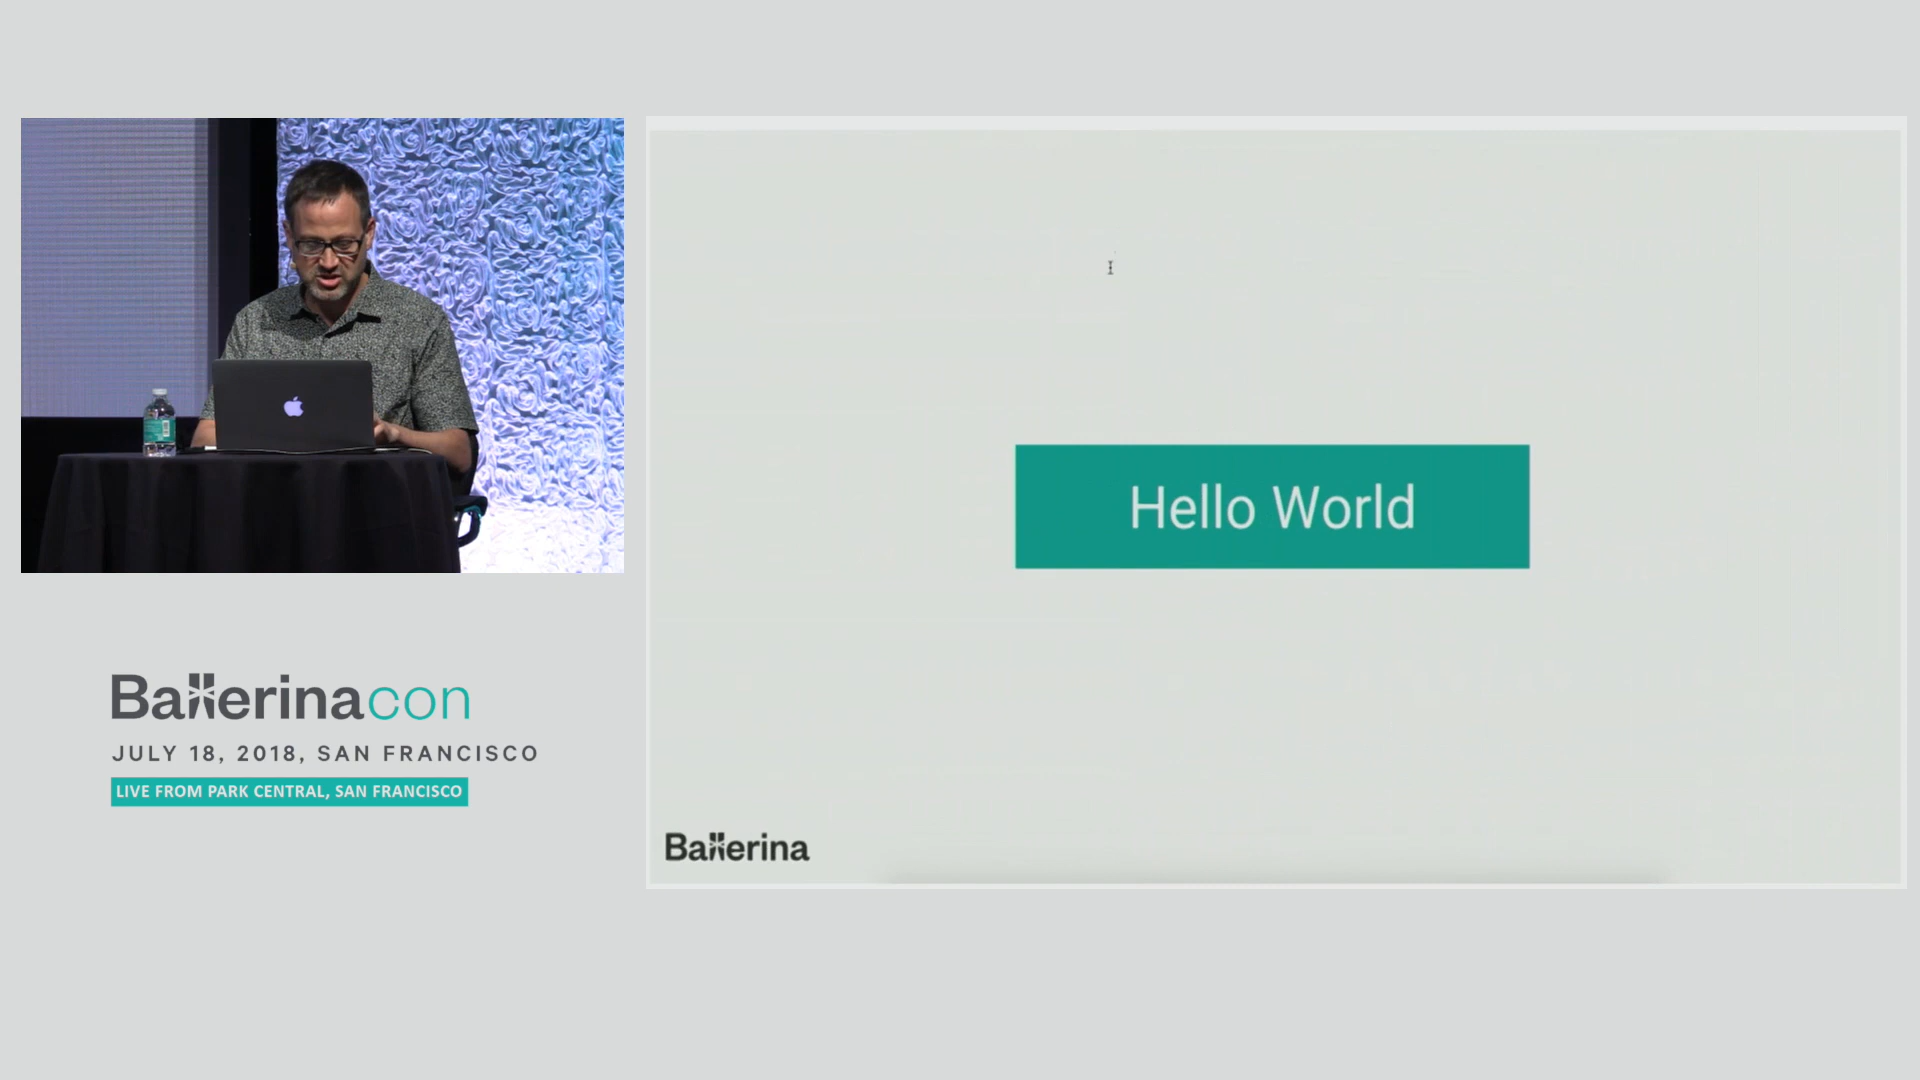 Hello World
Ballerina
Ballerinacon
JULY 18, 2018, SAN FRANCISCO
LIVE FROM PARK CENTRAL, SAN FRANCISCO